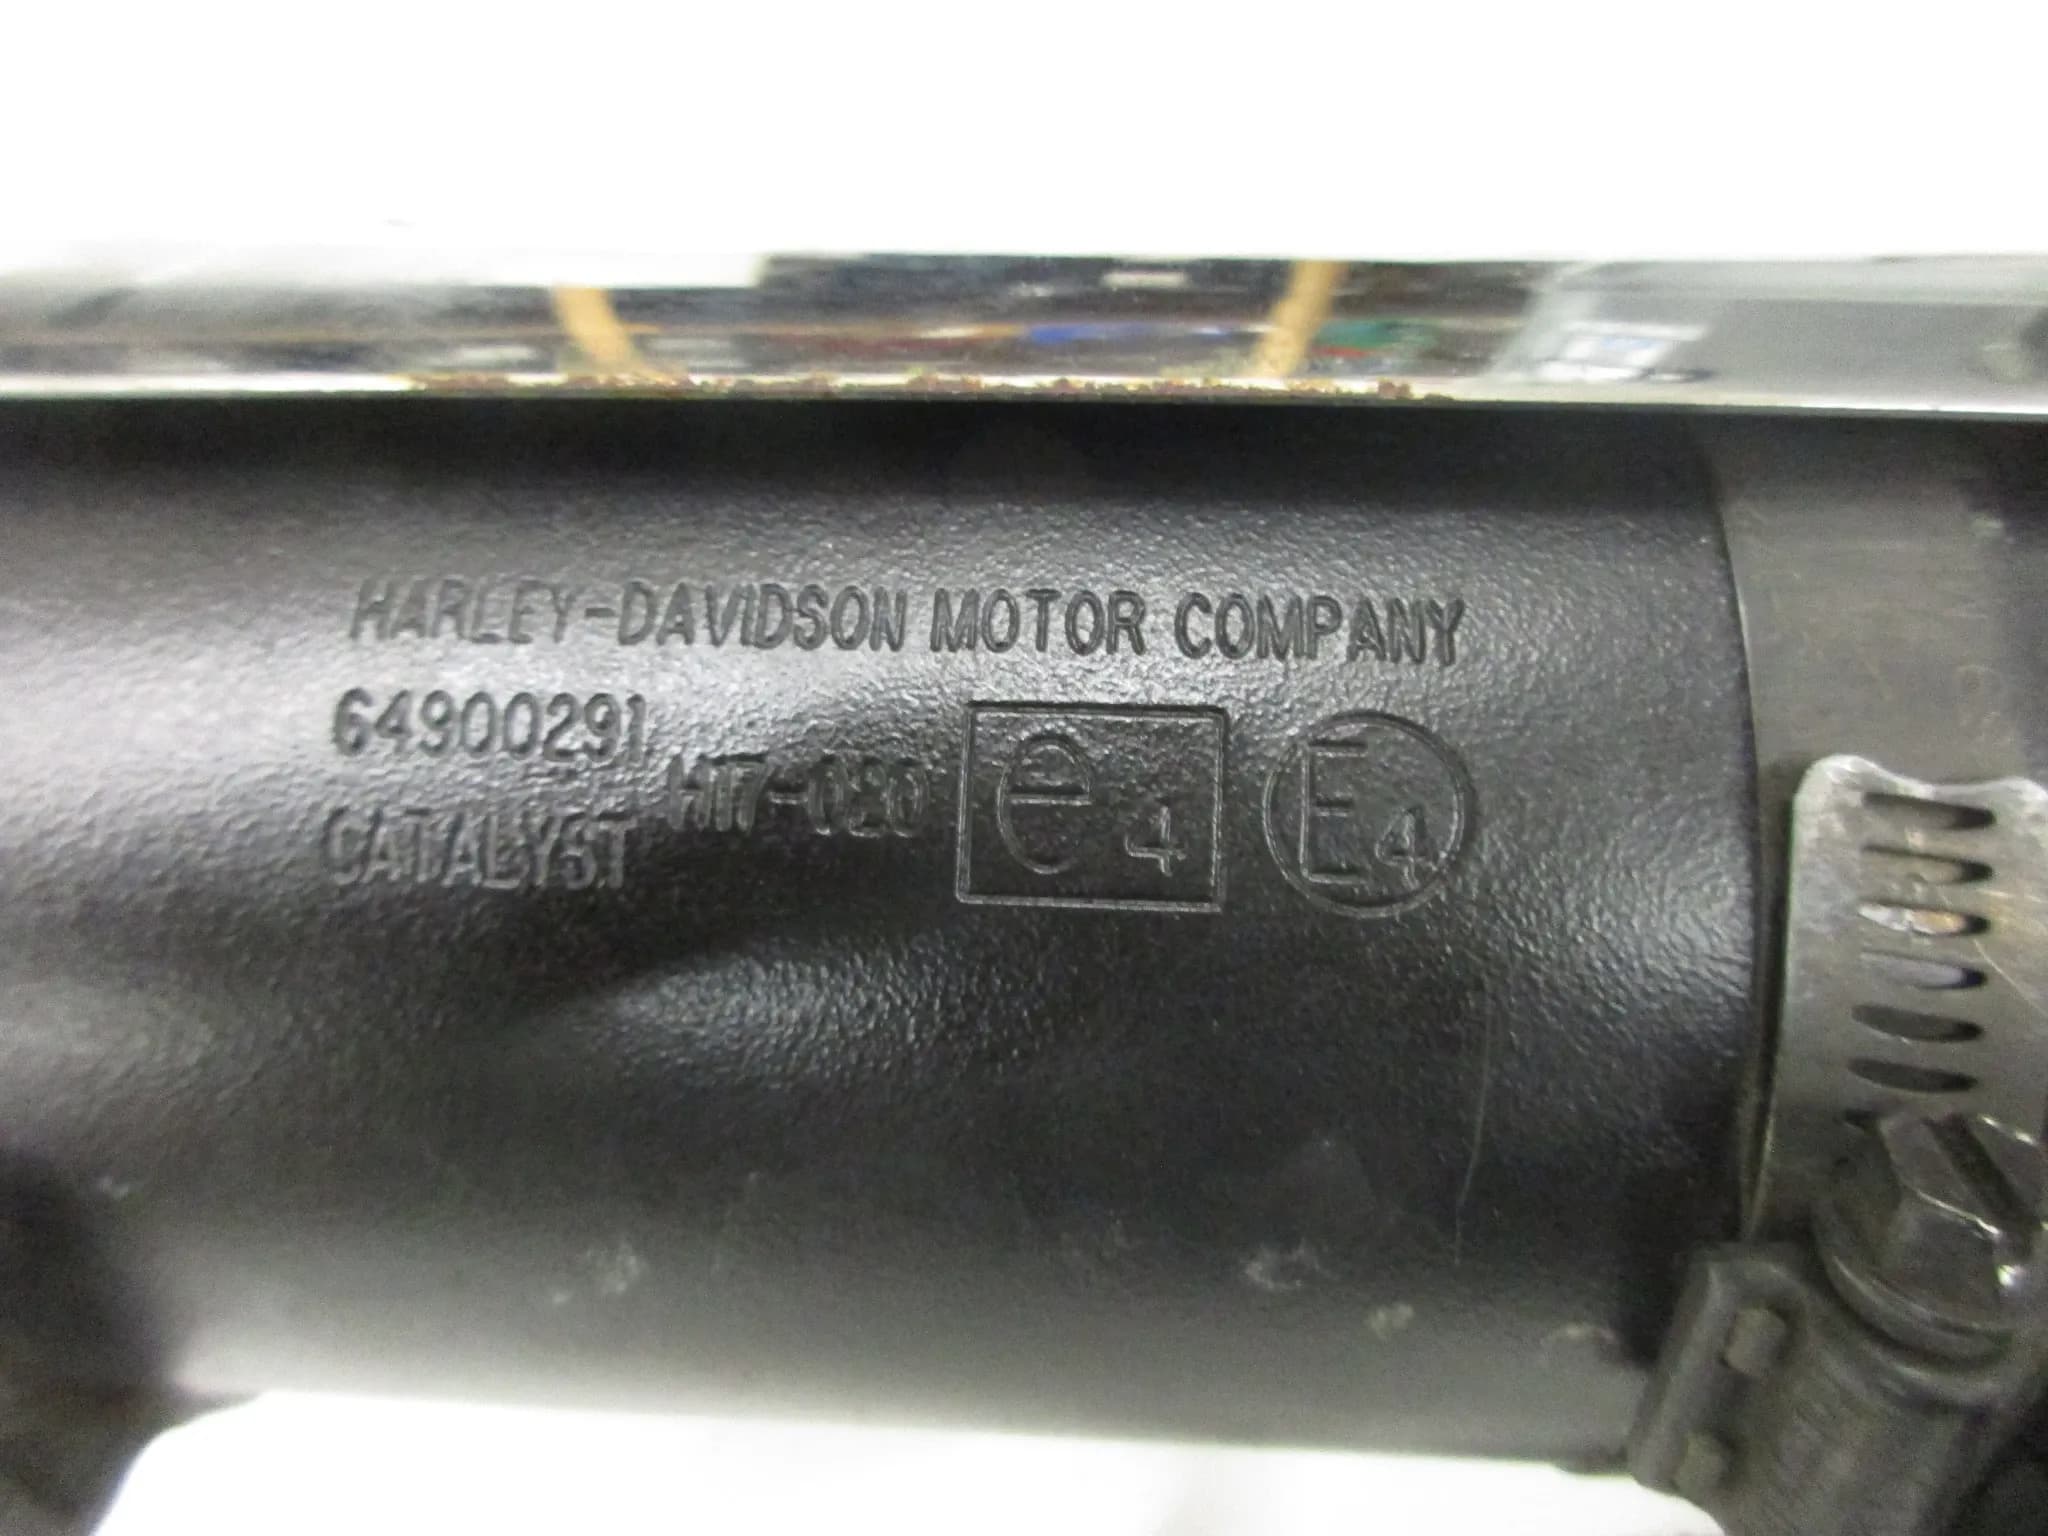 HARLEY-DAVIDSON MOTOR COMPANY
64900291
CATALYST
e 4
E 4